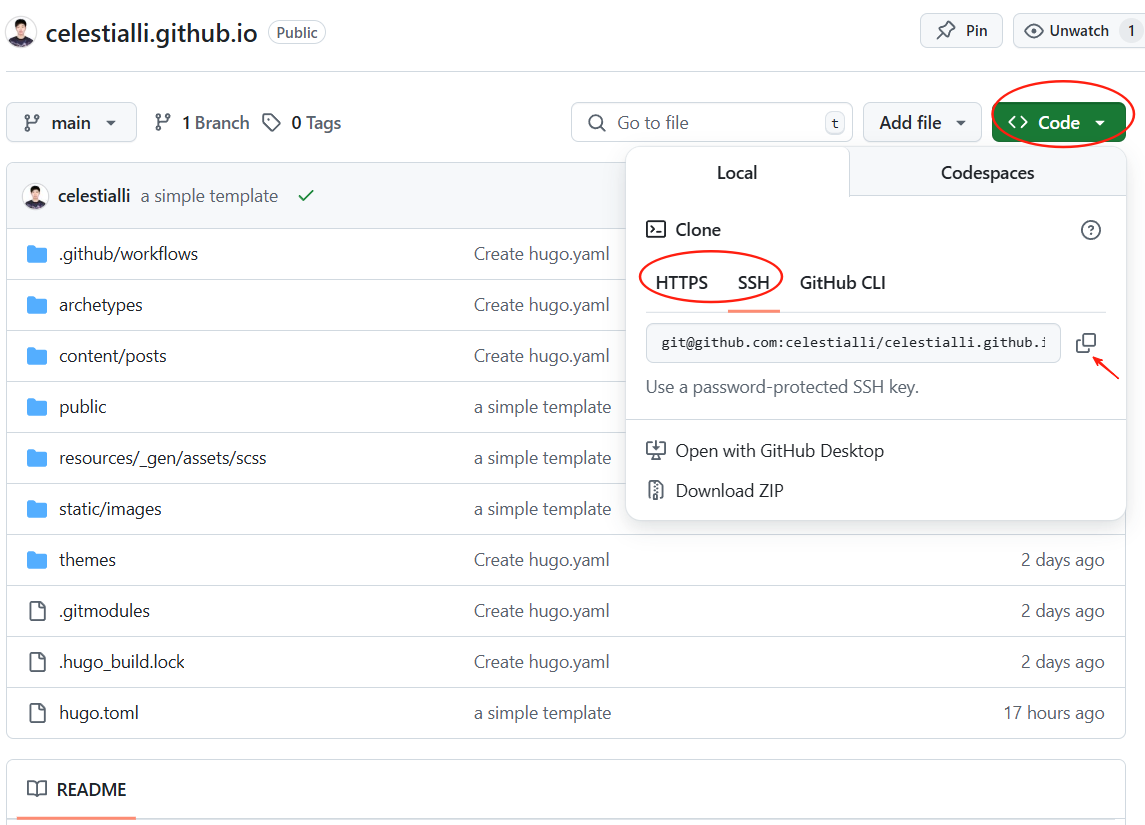 celestialli.github.io Public Pin Unwatch 1
main 1 Branch 0 Tags Go to file t Add file Code
Local Codespaces
celestialli a simple template
Clone
.github/workflows Create hugo.yaml
HTTPS SSH GitHub CLI
archetypes Create hugo.yaml
git@github.com:celestialli/celestialli.github.i
content/posts Create hugo.yaml
Use a password-protected SSH key.
public a simple template
Open with GitHub Desktop
resources/_gen/assets/scss a simple template
Download ZIP
static/images a simple template
themes Create hugo.yaml 2 days ago
.gitmodules Create hugo.yaml 2 days ago
.hugo_build.lock Create hugo.yaml 2 days ago
hugo.toml a simple template 17 hours ago
README